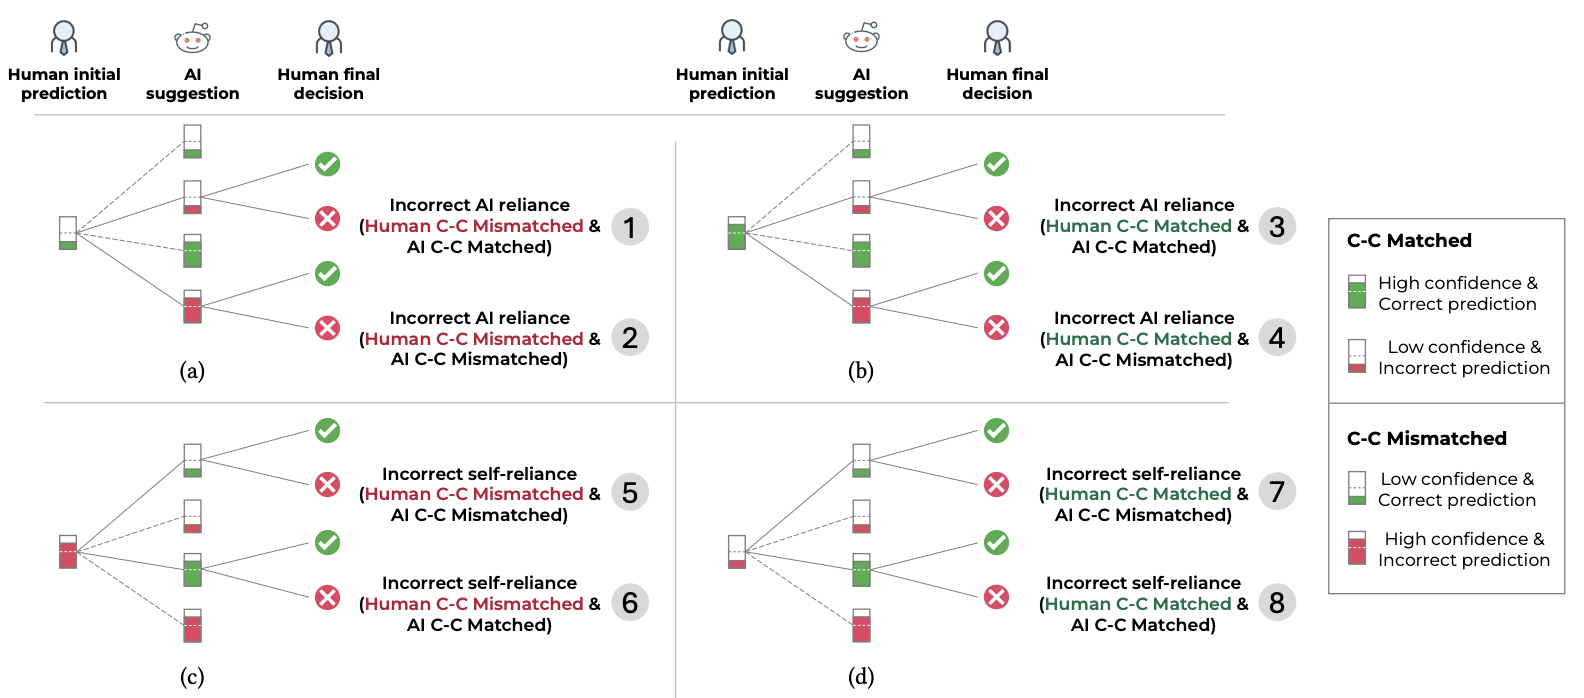 Human initial
prediction
AI
suggestion
Human final
decision
Human initial
prediction
AI
suggestion
Human final
decision
Incorrect AI reliance
(Human C-C Mismatched &
AI C-C Matched)
1
Incorrect AI reliance
(Human C-C Mismatched &
AI C-C Mismatched)
2
(a)
Incorrect AI reliance
(Human C-C Matched &
AI C-C Matched)
3
Incorrect AI reliance
(Human C-C Matched &
AI C-C Mismatched)
4
(b)
Incorrect self-reliance
(Human C-C Mismatched &
AI C-C Mismatched)
5
Incorrect self-reliance
(Human C-C Mismatched &
AI C-C Matched)
6
(c)
Incorrect self-reliance
(Human C-C Matched &
AI C-C Mismatched)
7
Incorrect self-reliance
(Human C-C Matched &
AI C-C Matched)
8
(d)
C-C Matched
High confidence &
Correct prediction
Low confidence &
Incorrect prediction
C-C Mismatched
Low confidence &
Correct prediction
High confidence &
Incorrect prediction